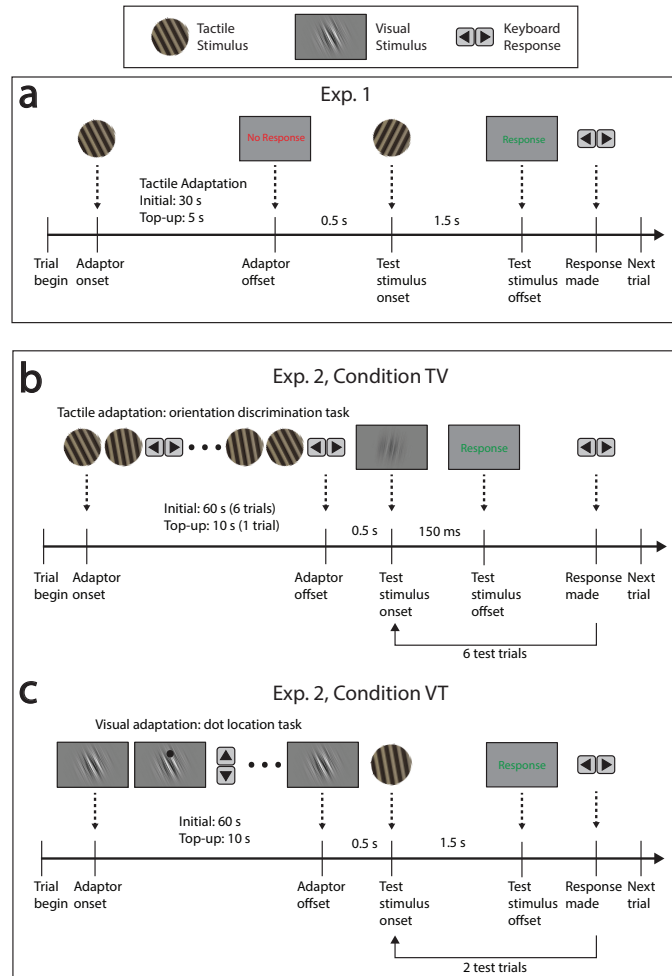 Tactile
Stimulus
Visual
Stimulus
Keyboard
Response
a
Exp. 1
No Response
Response
Tactile Adaptation
Initial: 30 s
Top-up: 5 s
0.5 s
1.5 s
Trial
begin
Adaptor
onset
Adaptor
offset
Test
stimulus
onset
Test
stimulus
offset
Response
made
Next
trial
b
Exp. 2, Condition TV
Tactile adaptation: orientation discrimination task
Response
Initial: 60 s (6 trials)
Top-up: 10 s (1 trial)
0.5 s
150 ms
Trial
begin
Adaptor
onset
Adaptor
offset
Test
stimulus
onset
Test
stimulus
offset
Response
made
Next
trial
6 test trials
c
Exp. 2, Condition VT
Visual adaptation: dot location task
Response
Initial: 60 s
Top-up: 10 s
0.5 s
1.5 s
Trial
begin
Adaptor
onset
Adaptor
offset
Test
stimulus
onset
Test
stimulus
offset
Response
made
Next
trial
2 test trials